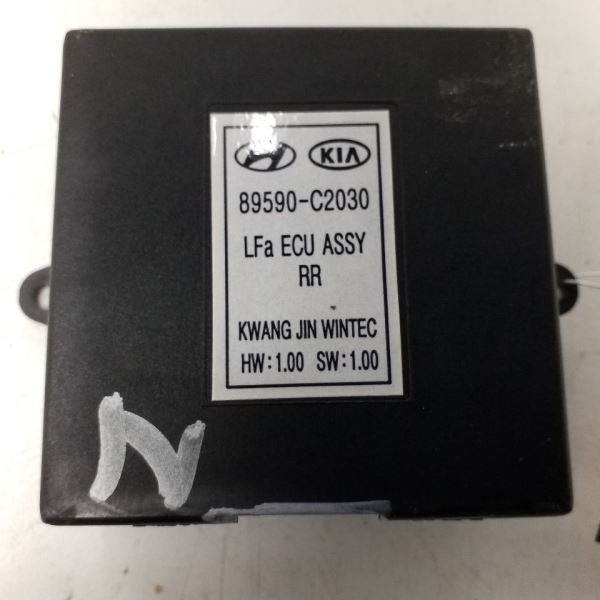 KIA
89590-C2030
LFa ECU ASSY
RR
KWANG JIN WINTEC
HW:1.00 SW:1.00
N